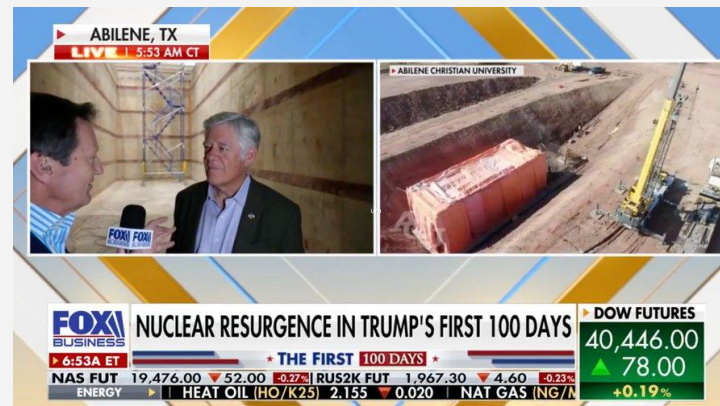 ABILENE, TX
LIVE 5:53 AM CT
ABILENE CHRISTIAN UNIVERSITY
FOX BUSINESS FOX BUSINESS
FOX BUSINESS
NUCLEAR RESURGENCE IN TRUMP'S FIRST 100 DAYS
6:53A ET
★ THE FIRST 100 DAYS ★
DOW FUTURES
40,446.00
▲ 78.00
+0.19%
NAS FUT 19,476.00 ▼ 52.00 -0.27% RUS2K FUT 1,967.30 ▼ 4.60 -0.23%
ENERGY HEAT OIL (HO/K25) 2.155 ▼ 0.020 NAT GAS (NG/